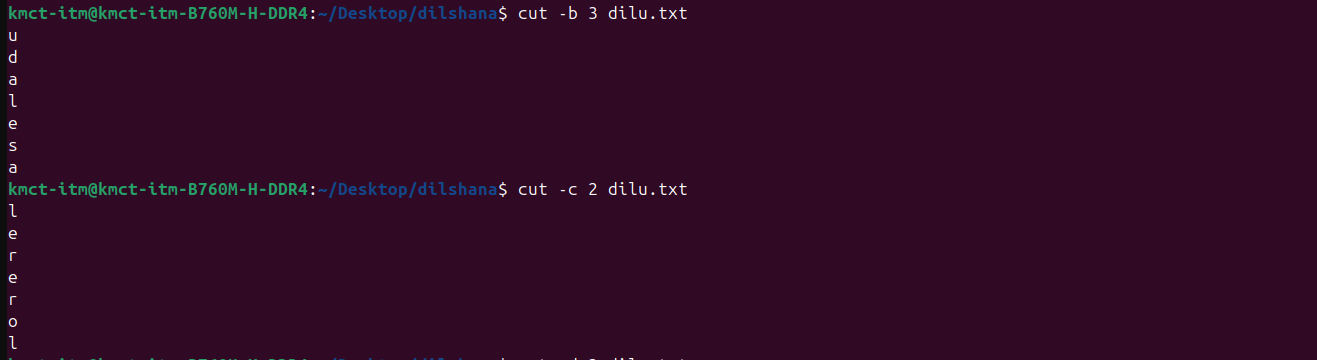 kmct-itm@kmct-itm-B760M-H-DDR4:~/Desktop/dilshana$ cut -b 3 dilu.txt
u
d
a
l
e
s
a
kmct-itm@kmct-itm-B760M-H-DDR4:~/Desktop/dilshana$ cut -c 2 dilu.txt
l
e
r
e
r
o
l